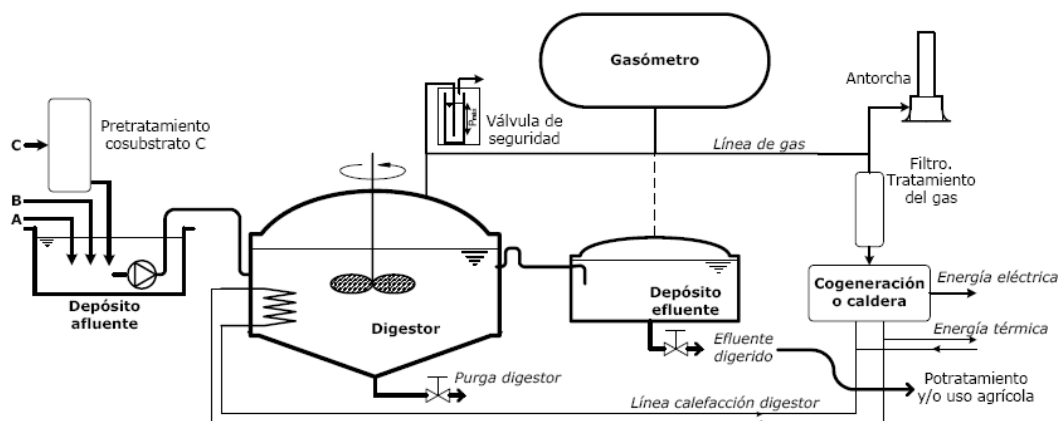 Gasómetro
Antorcha
Pmáx
Válvula de
seguridad
Línea de gas
Pretratamiento
cosubstrato C
C
B
A
Filtro.
Tratamiento
del gas
Depósito
afluente
Digestor
Depósito
efluente
Cogeneración
o caldera
Energía eléctrica
Energía térmica
Efluente
digerido
Purga digestor
Línea calefacción digestor
Potratamiento
y/o uso agrícola